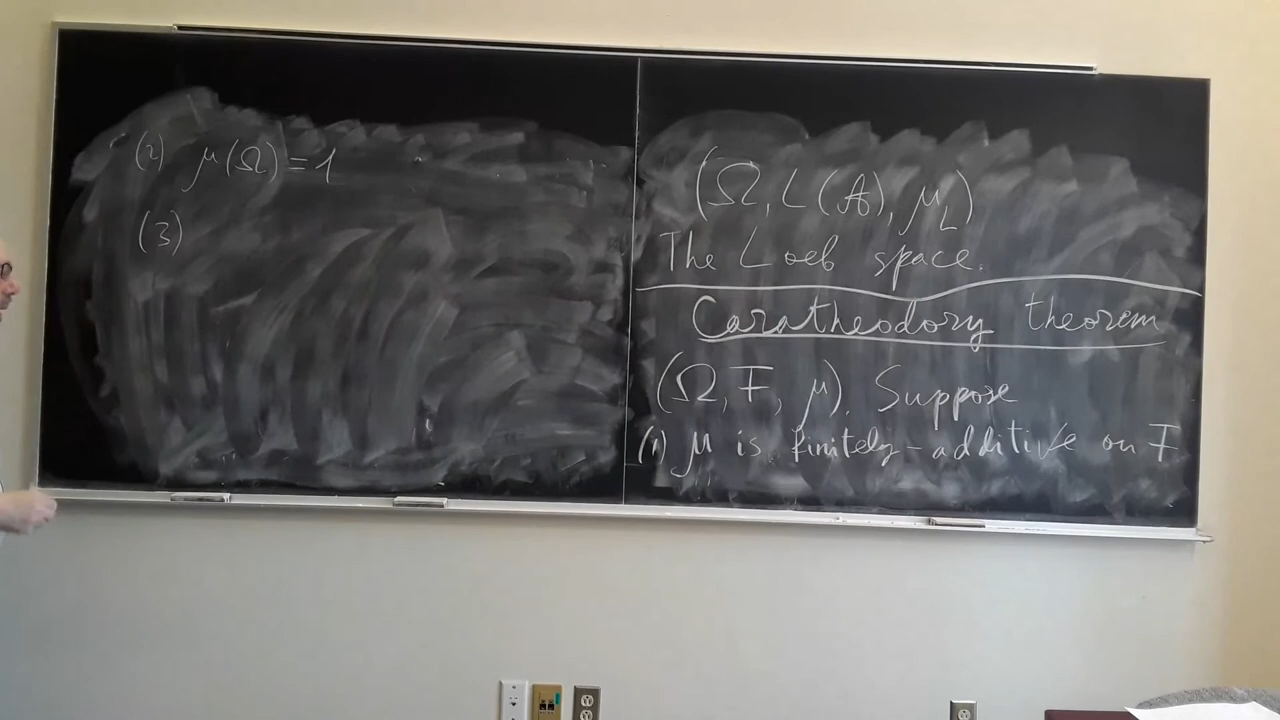 (2) μ(Ω)=1
(3)
(Ω, L(A), μ_L)
The Loeb space.
Caratheodory theorem
(Ω, F, μ). Suppose
(1) μ is finitely-additive on F